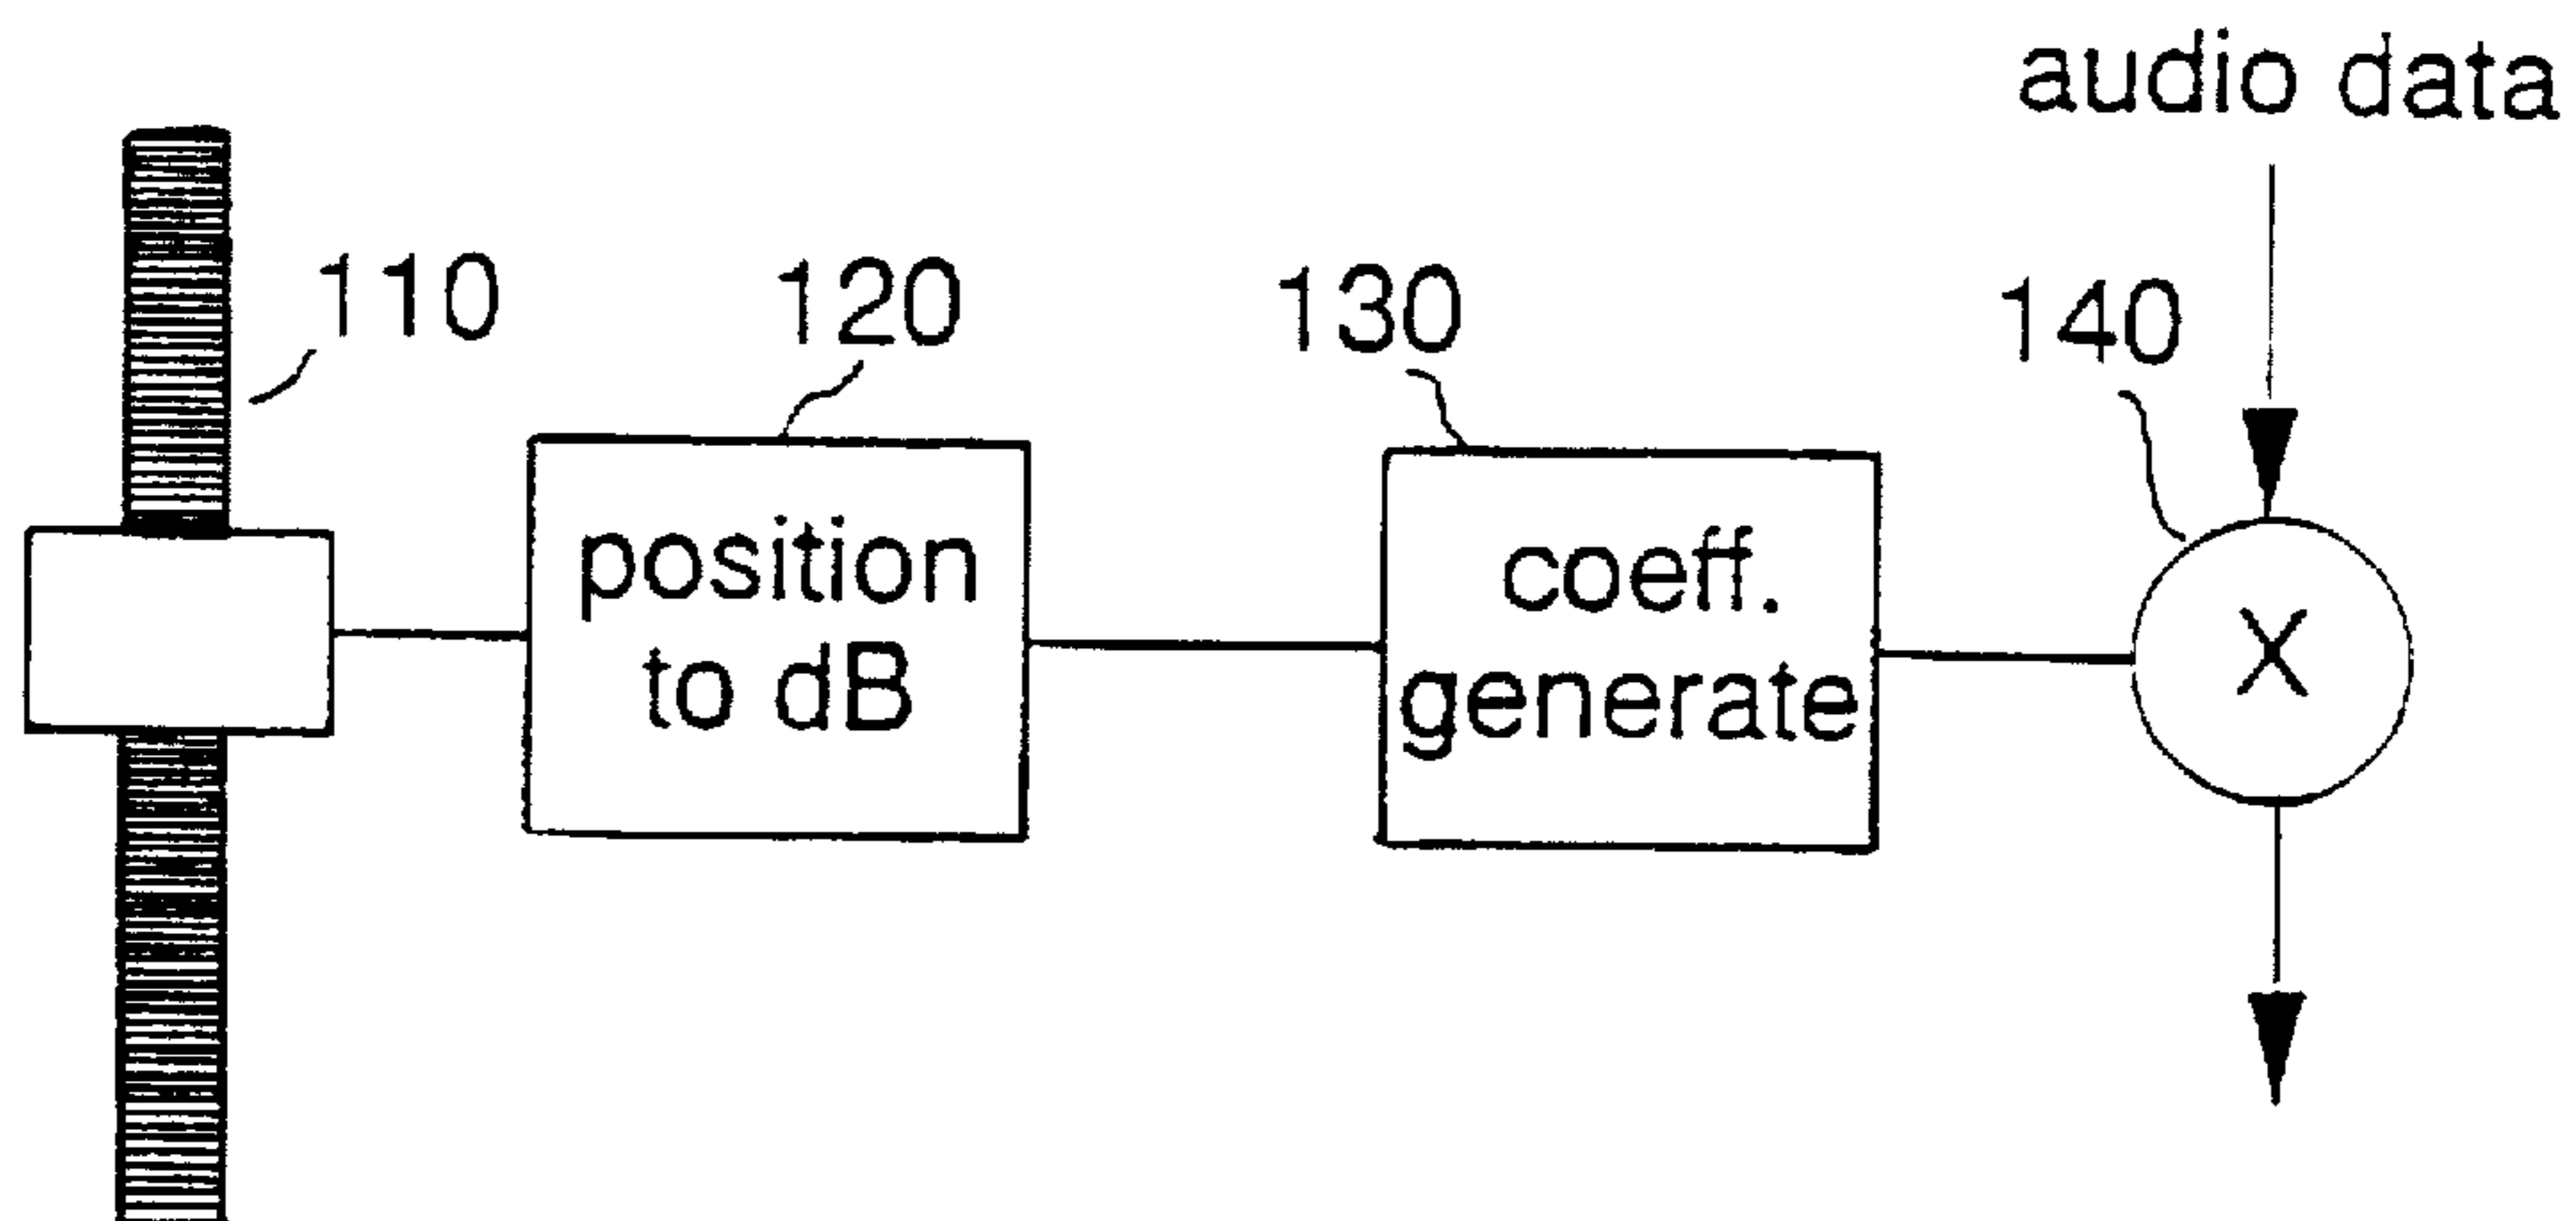 audio data
110
120
130
140
position
to dB
coeff.
generate
X